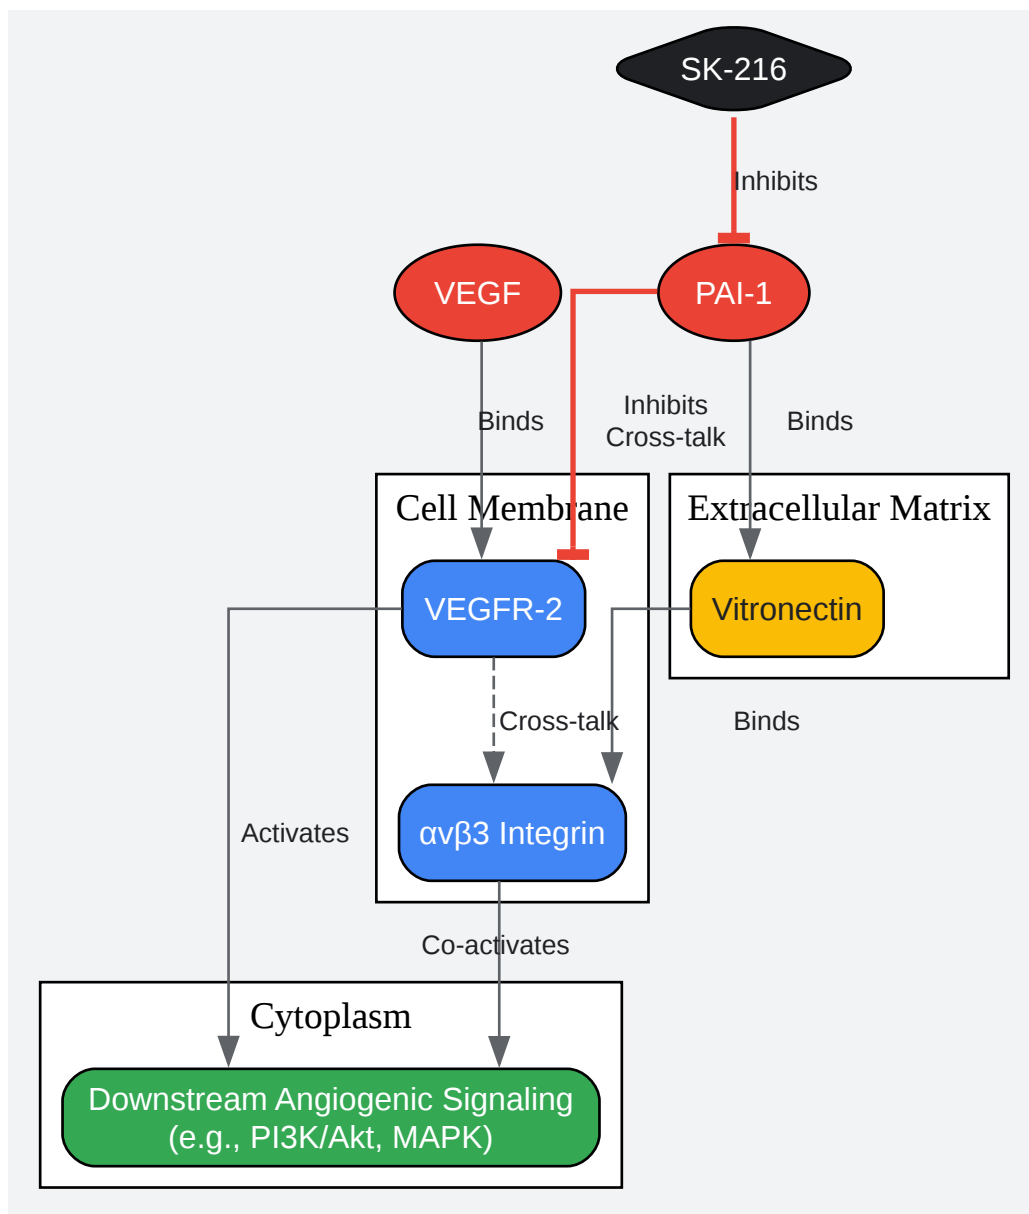 SK-216
Inhibits
VEGF
PAI-1
Binds
Inhibits
Cross-talk
Binds
Cell Membrane
Extracellular Matrix
VEGFR-2
Vitronectin
Cross-talk
Binds
αvβ3 Integrin
Activates
Co-activates
Cytoplasm
Downstream Angiogenic Signaling
(e.g., PI3K/Akt, MAPK)